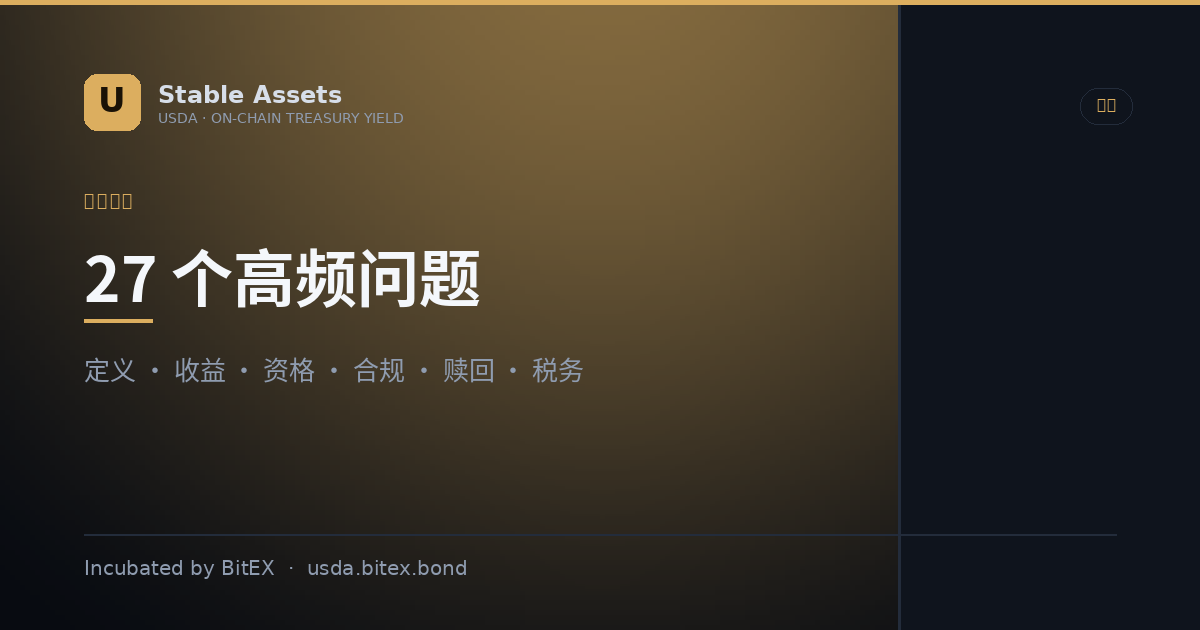 U
Stable Assets
USDA · ON-CHAIN TREASURY YIELD
27 个高频问题
定义 · 收益 · 资格 · 合规 · 赎回 · 税务
Incubated by BitEX · usda.bitex.bond